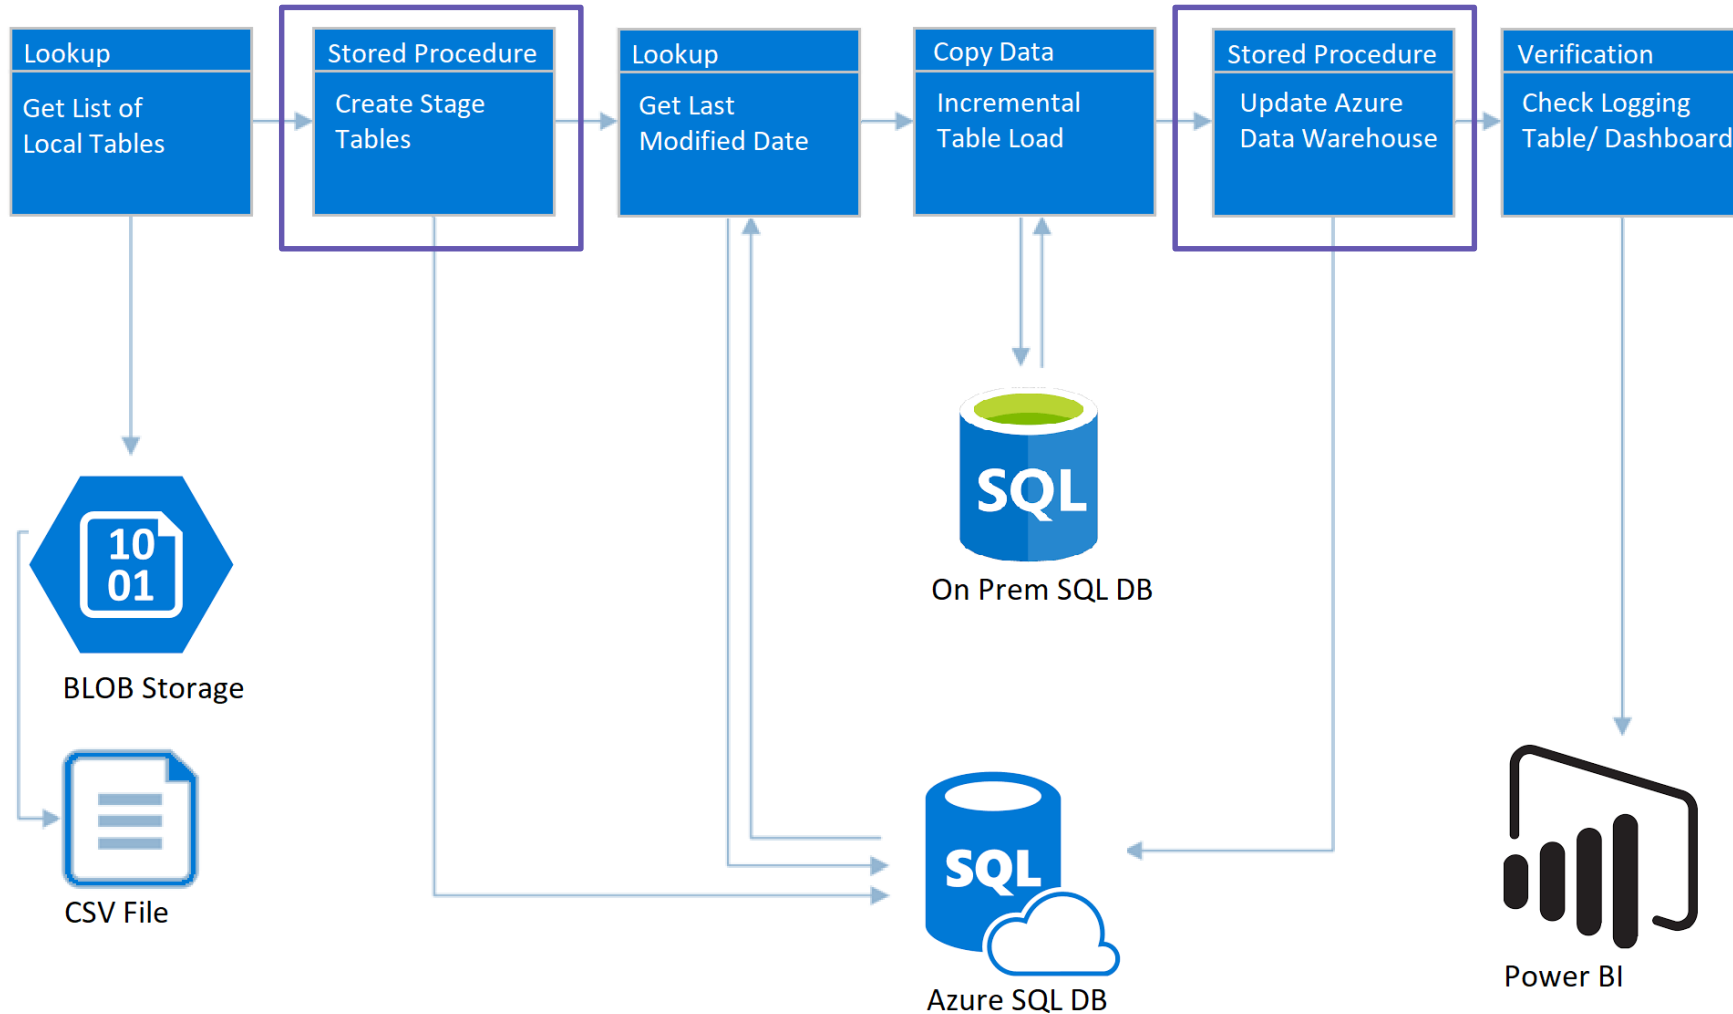 Lookup
Get List of
Local Tables
Stored Procedure
Create Stage
Tables
Lookup
Get Last
Modified Date
Copy Data
Incremental
Table Load
Stored Procedure
Update Azure
Data Warehouse
Verification
Check Logging
Table/ Dashboard
10
01
BLOB Storage
CSV File
SQL
On Prem SQL DB
SQL
Azure SQL DB
Power BI